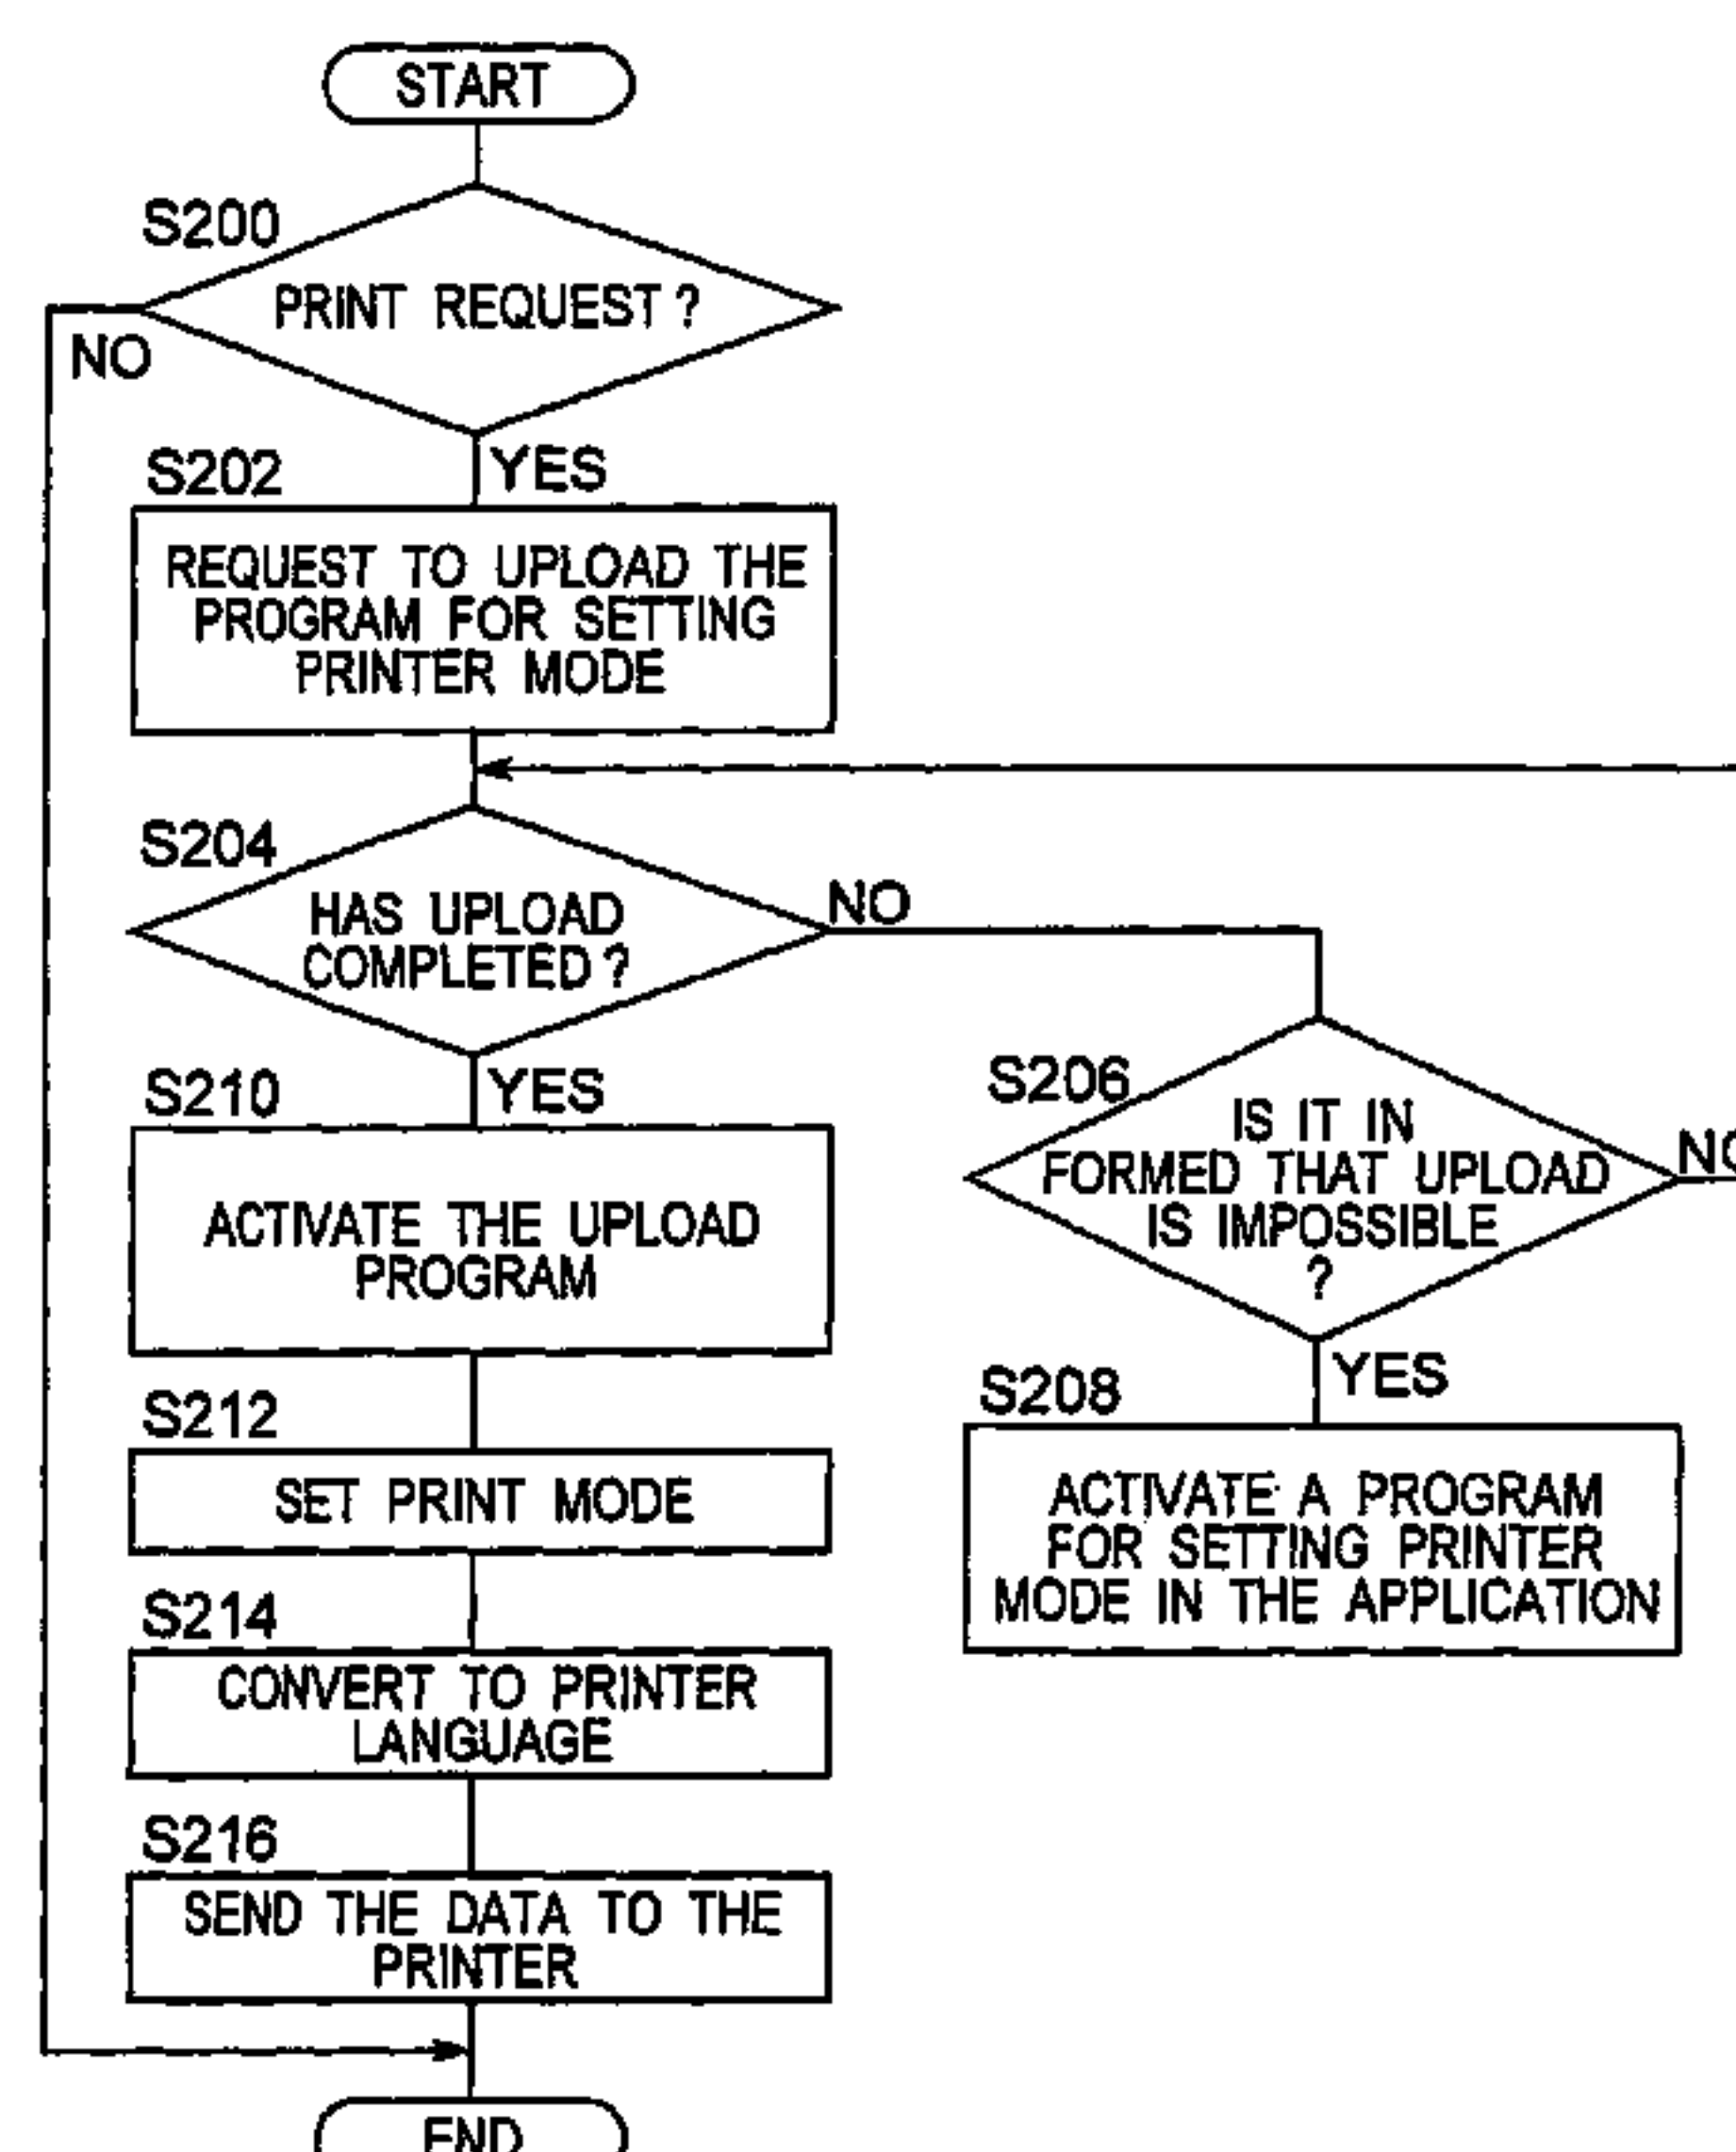 START
S200
PRINT REQUEST?
NO
S202
YES
REQUEST TO UPLOAD THE
PROGRAM FOR SETTING
PRINTER MODE
S204
HAS UPLOAD
COMPLETED?
NO
S210
YES
ACTIVATE THE UPLOAD
PROGRAM
S206
IS IT IN
FORMED THAT UPLOAD
IS IMPOSSIBLE
?
NO
S208
YES
ACTIVATE A PROGRAM
FOR SETTING PRINTER
MODE IN THE APPLICATION
S212
SET PRINT MODE
S214
CONVERT TO PRINTER
LANGUAGE
S216
SEND THE DATA TO THE
PRINTER
END